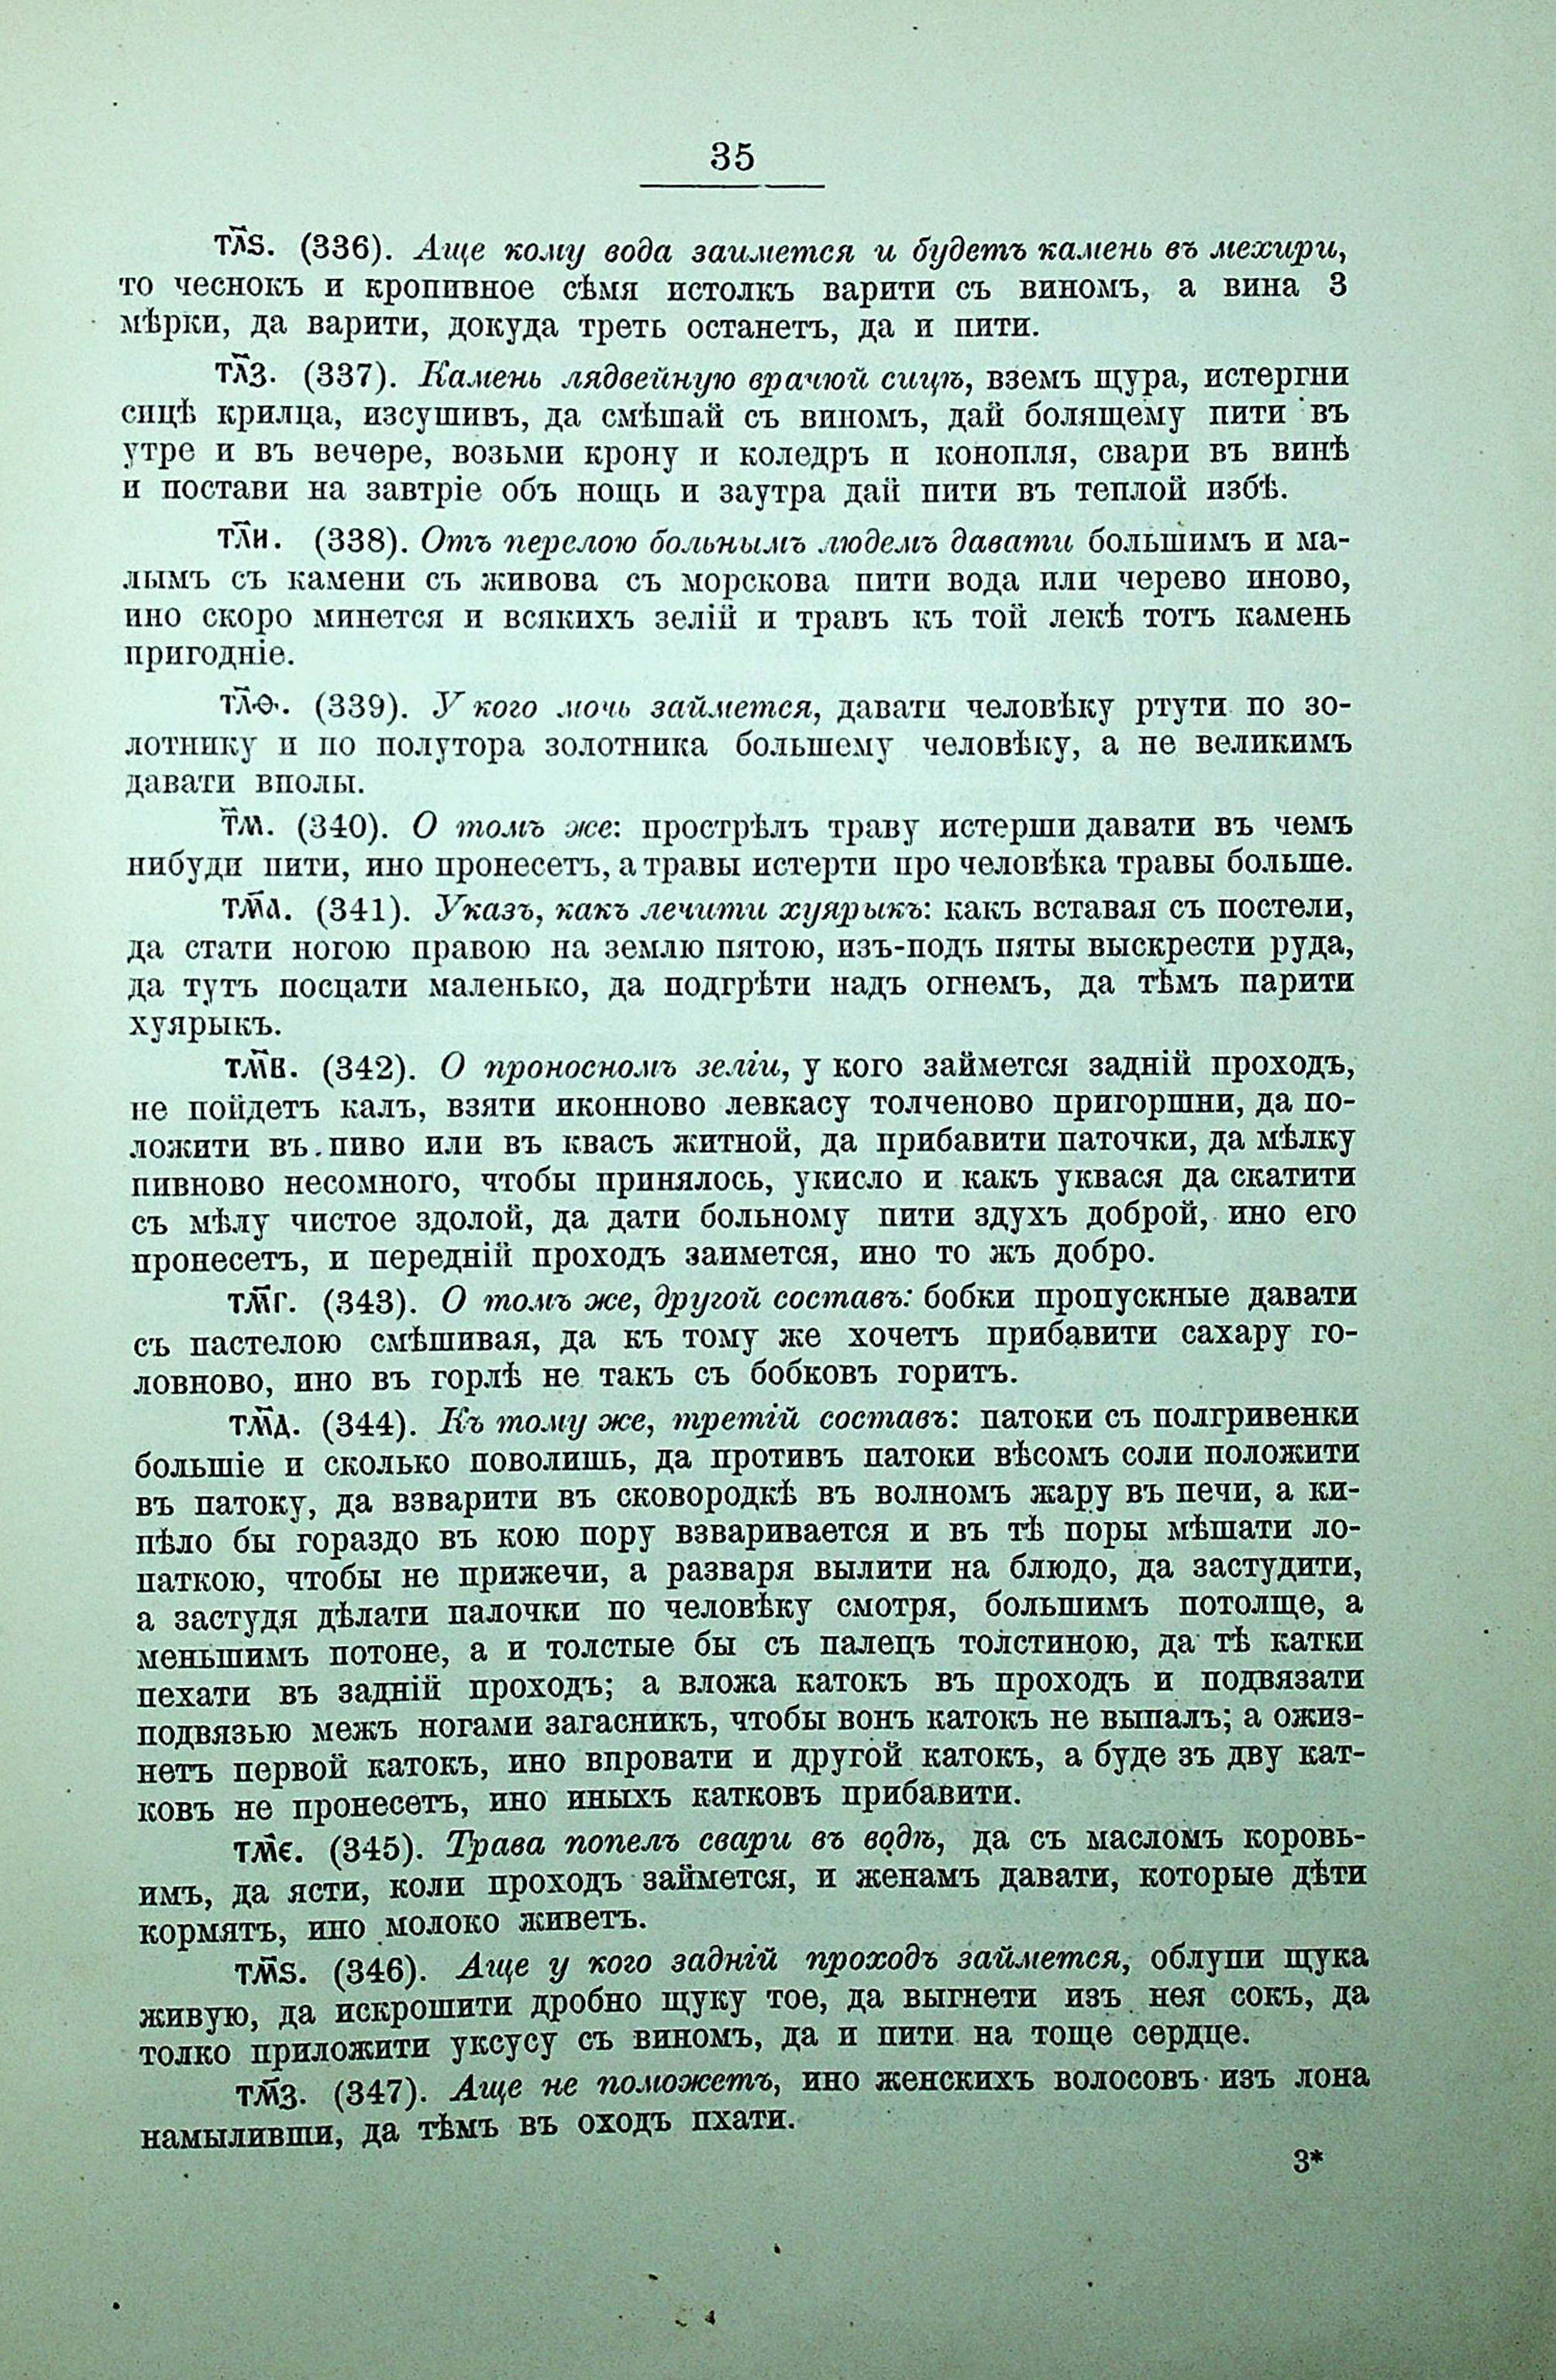 35
т҃лѕ. (336). Аще кому вода заимется и будетъ камень въ мехири,
то чеснокъ и кропивное сѣмя истолкъ варити съ виномъ, а вина 3
мѣрки, да варити, докуда треть останетъ, да и пити.
т҃лз. (337). Камень лядвейную врачюй сицѣ, вземъ щура, истергни
сицѣ крилца, изсушивъ, да смѣшай съ виномъ, дай болящему пити въ
утре и въ вечере, возьми крону и коледръ и конопля, свари въ винѣ
и постави на завтріе объ нощь и заутра дай пити въ теплой избѣ.
т҃ли. (338). Отъ перелою больнымъ людемъ давати большимъ и ма-
лымъ съ камени съ живова съ морскова пити вода или черево иново,
ино скоро минется и всякихъ зелій и травъ къ той лекѣ тотъ камень
пригодніе.
т҃лѳ. (339). У кого мочь займется, давати человѣку ртути по зо-
лотнику и по полутора золотника большему человѣку, а не великимъ
давати вполы.
т҃м. (340). О томъ же: прострѣлъ траву истерши давати въ чемъ
нибуди пити, ино пронесетъ, а травы истерти про человѣка травы больше.
т҃ма. (341). Указъ, какъ лечити хуярыкъ: какъ вставая съ постели,
да стати ногою правою на землю пятою, изъ-подъ пяты выскрести руда,
да тутъ посцати маленько, да подгрѣти надъ огнемъ, да тѣмъ парити
хуярыкъ.
т҃мв. (342). О проносномъ зеліи, у кого займется задній проходъ,
не пойдетъ калъ, взяти иконново левкасу толченово пригоршни, да по-
ложити въ пиво или въ квасъ житной, да прибавити паточки, да мѣлку
пивново несомного, чтобы принялось, укисло и какъ уквася да скатити
съ мѣлу чистое здолой, да дати больному пити здухъ доброй, ино его
пронесетъ, и передній проходъ заимется, ино то жъ добро.
т҃мг. (343). О томъ же, другой составъ: бобки пропускные давати
съ пастелою смѣшивая, да къ тому же хочетъ прибавити сахару го-
ловново, ино въ горлѣ не такъ съ бобковъ горитъ.
т҃мд. (344). Къ тому же, третій составъ: патоки съ полгривенки
большіе и сколько поволишь, да противъ патоки вѣсомъ соли положити
въ патоку, да взварити въ сковородкѣ въ волномъ жару въ печи, а ки-
пѣло бы гораздо въ кою пору взваривается и въ тѣ поры мѣшати ло-
паткою, чтобы не прижечи, а разваря вылити на блюдо, да застудити,
а застудя дѣлати палочки по человѣку смотря, большимъ потолще, а
меньшимъ потоне, а и толстые бы съ палецъ толстиною, да тѣ катки
пехати въ задній проходъ; а вложа катокъ въ проходъ и подвязати
подвязью межъ ногами загасникъ, чтобы вонъ катокъ не выпалъ; а ожиз-
нетъ первой катокъ, ино впровати и другой катокъ, а буде зъ дву кат-
ковъ не пронесетъ, ино иныхъ катковъ прибавити.
т҃мє. (345). Трава попелъ свари въ водѣ, да съ масломъ коровь-
имъ, да ясти, коли проходъ займется, и женамъ давати, которые дѣти
кормятъ, ино молоко живетъ.
т҃мѕ. (346). Аще у кого задній проходъ займется, облупи щука
живую, да искрошити дробно щуку тое, да выгнети изъ нея сокъ, да
толко приложити уксусу съ виномъ, да и пити на тоще сердце.
т҃мз. (347). Аще не поможетъ, ино женскихъ волосовъ изъ лона
намыливши, да тѣмъ въ оходъ пхати.
3*